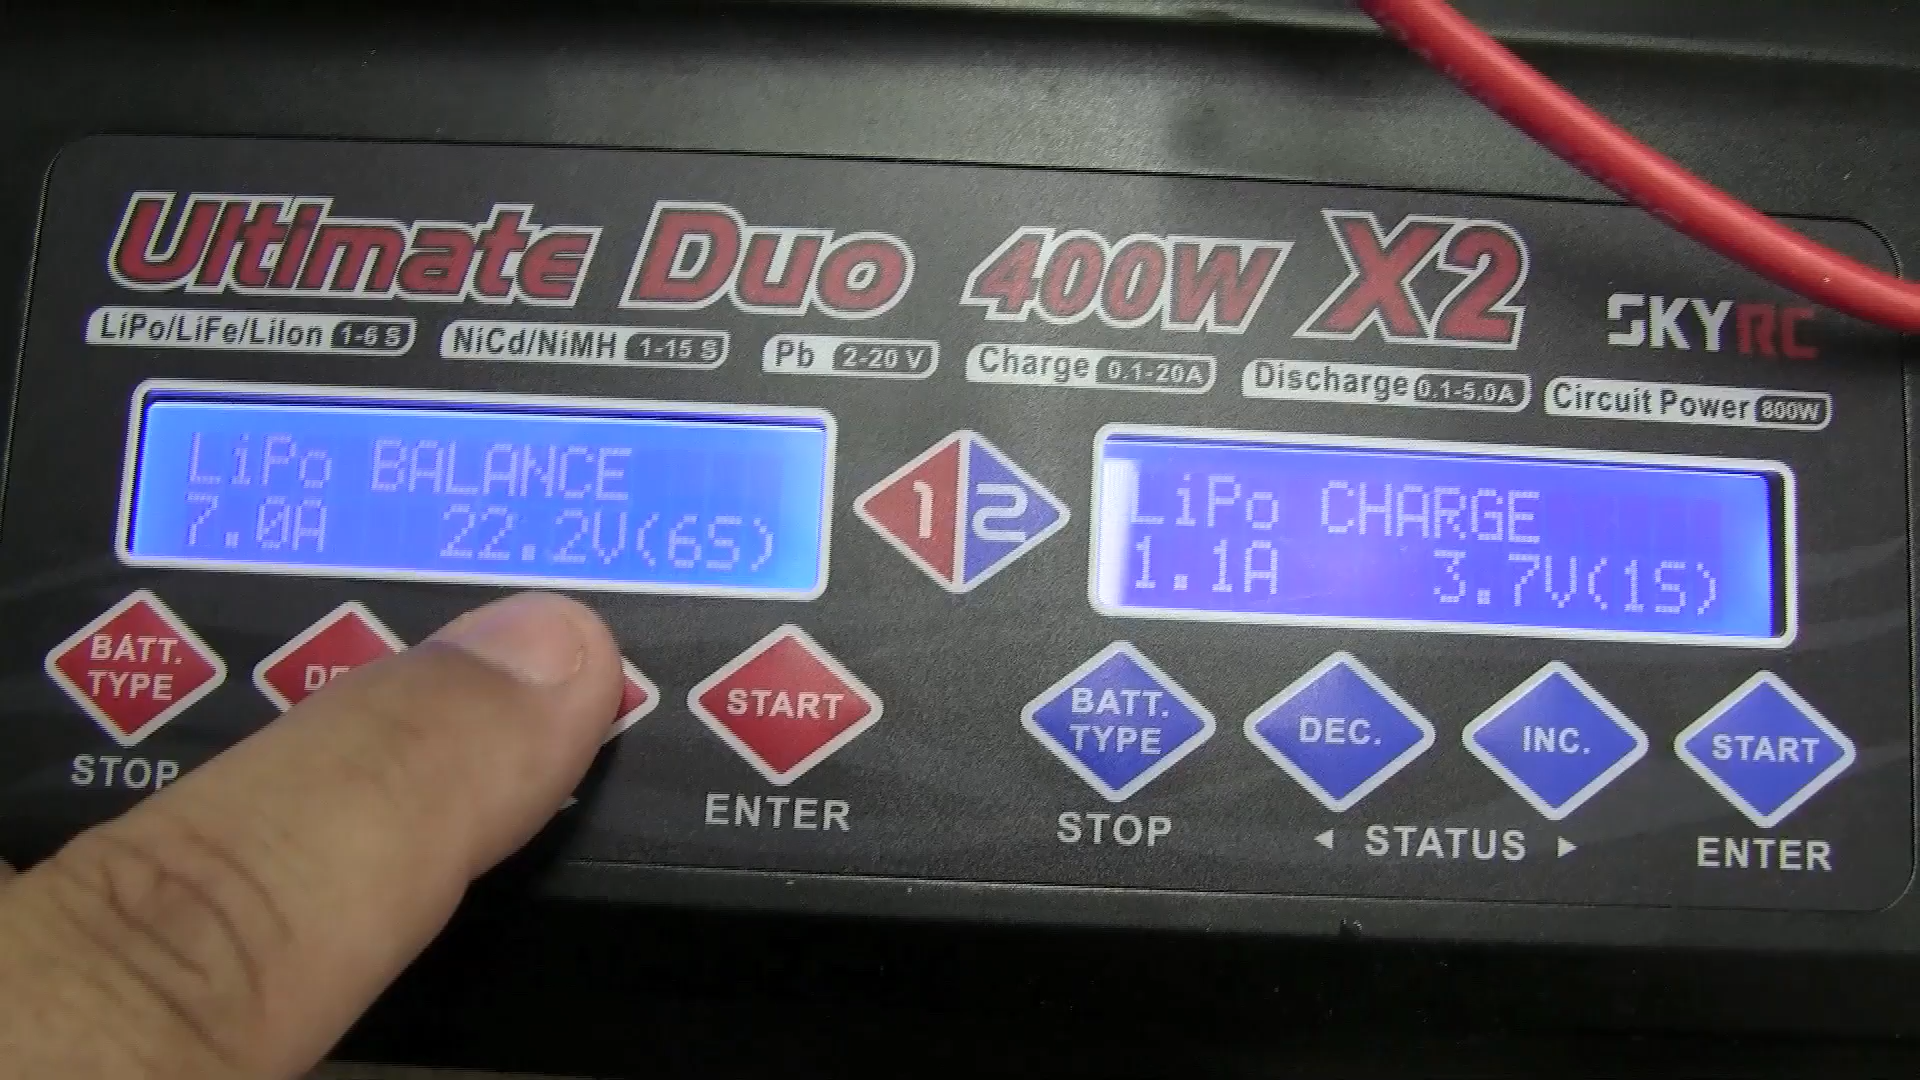 Ultimate Duo 400W X2
SKYRC
LiPo/LiFe/LiIon 1-6 S NiCd/NiMH 1-15 S Pb 2-20 V Charge 0.1-20A Discharge 0.1-5.0A Circuit Power 800W
LiPo BALANCE
7.0A 22.2V(6S)
1 2
LiPo CHARGE
1.1A 3.7V(1S)
BATT.
TYPE
START
STOP
ENTER
BATT.
TYPE
DEC.
INC.
START
STOP
◄ STATUS ►
ENTER